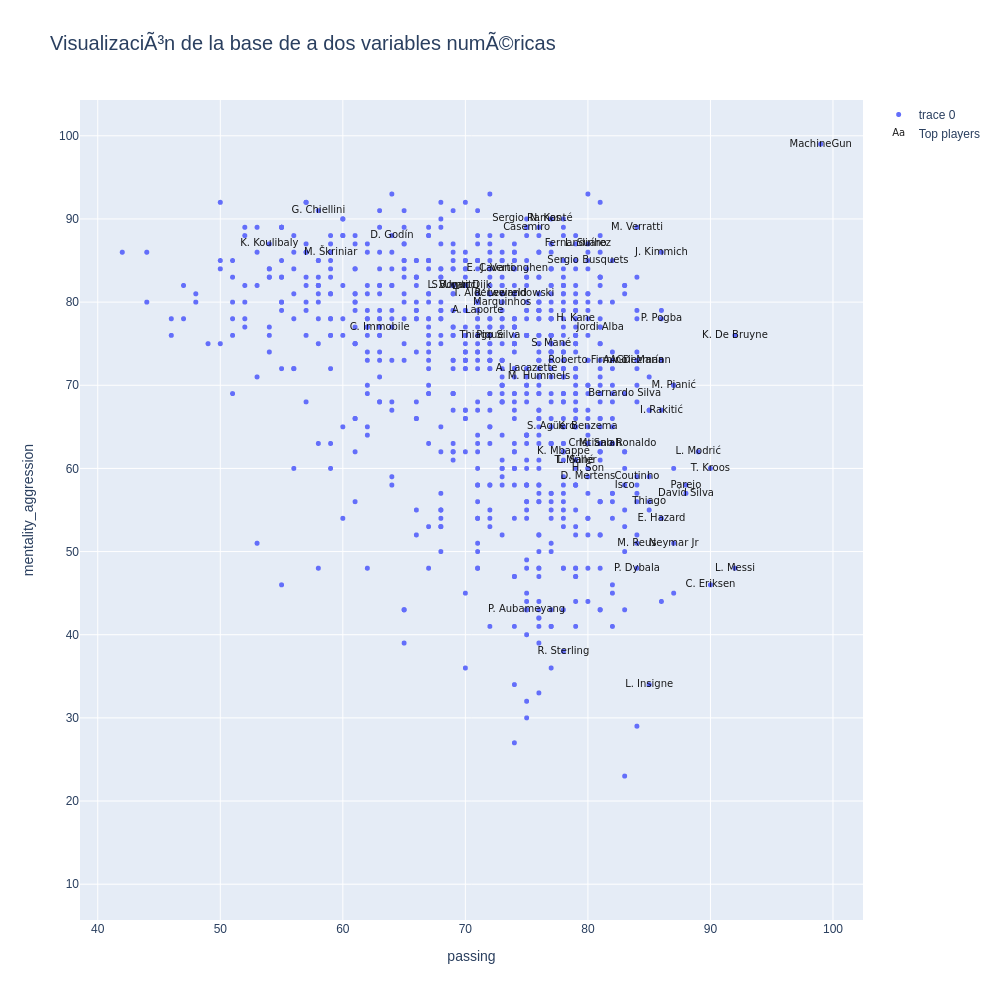 VisualizaciÃ³n de la base de a dos variables numÃ©ricas
trace 0
Aa Top players
MachineGun
G. Chiellini
Casemiro
M. Verratti
D. Godín
K. Koulibaly
M. Škriniar
J. Kimmich
Sergio Busquets
Marquinhos
A. Laporte
H. Kane
P. Pogba
C. Immobile
Jordi Alba
K. De Bruyne
S. Mané
A. Lacazette
M. Hummels
M. Pjanić
Bernardo Silva
I. Rakitić
K. Mbappé
L. Modrić
H. Son
T. Kroos
D. Mertens
Coutinho
Isco
Parejo
David Silva
Thiago
E. Hazard
M. Reus
Neymar Jr
P. Dybala
L. Messi
C. Eriksen
P. Aubameyang
R. Sterling
L. Insigne
mentality_aggression
100
90
80
70
60
50
40
30
20
10
40 50 60 70 80 90 100
passing